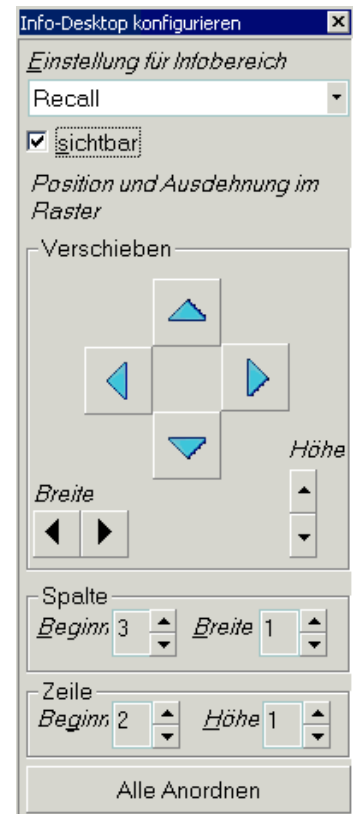 Info-Desktop konfigurieren
Einstellung für Infobereich
Recall
sichtbar
Position und Ausdehnung im
Raster
Verschieben
Höhe
Breite
Spalte
Beginn 3 Breite 1
Zeile
Beginn 2 Höhe 1
Alle Anordnen